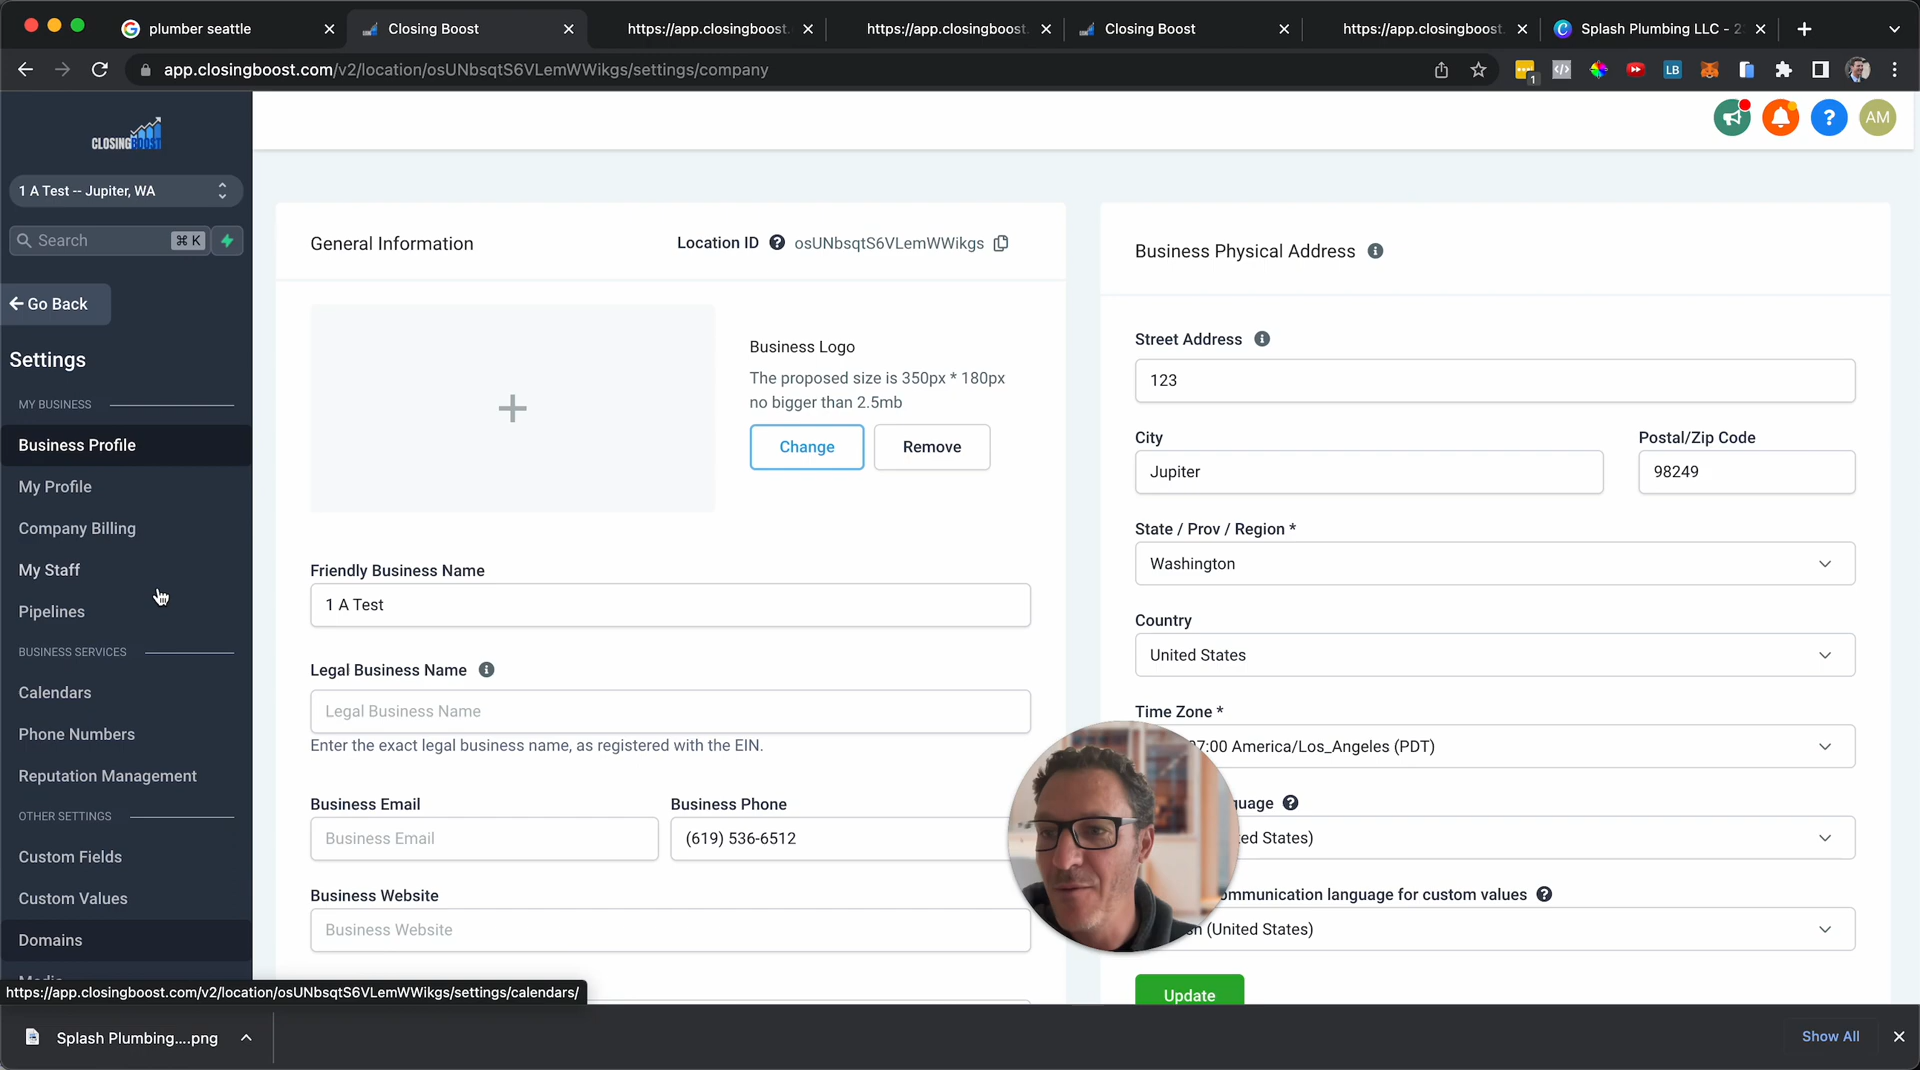 plumber seattle
Closing Boost
https://app.closingboost.
https://app.closingboost.
Closing Boost
https://app.closingboost.
Splash Plumbing LLC - 2
app.closingboost.com/v2/location/osUNbsqtS6VLemWWikgs/settings/company
1
LB
CLOSINGBOOST
AM
1 A Test -- Jupiter, WA
Search
⌘ K
Go Back
Settings
MY BUSINESS
Business Profile
My Profile
Company Billing
My Staff
Pipelines
BUSINESS SERVICES
Calendars
Phone Numbers
Reputation Management
OTHER SETTINGS
Custom Fields
Custom Values
Domains
https://app.closingboost.com/v2/location/osUNbsqtS6VLemWWikgs/settings/calendars/
General Information
Location ID
osUNbsqtS6VLemWWikgs
Business Logo
The proposed size is 350px * 180px
no bigger than 2.5mb
Change
Remove
Friendly Business Name
1 A Test
Legal Business Name
Legal Business Name
Enter the exact legal business name, as registered with the EIN.
Business Email
Business Phone
Business Email
(619) 536-6512
Business Website
Business Website
Business Physical Address
Street Address
123
City
Postal/Zip Code
Jupiter
98249
State / Prov / Region *
Washington
Country
United States
Time Zone *
07:00 America/Los_Angeles (PDT)
guage
ed States)
ommunication language for custom values
(United States)
Update
Splash Plumbing....png
Show All